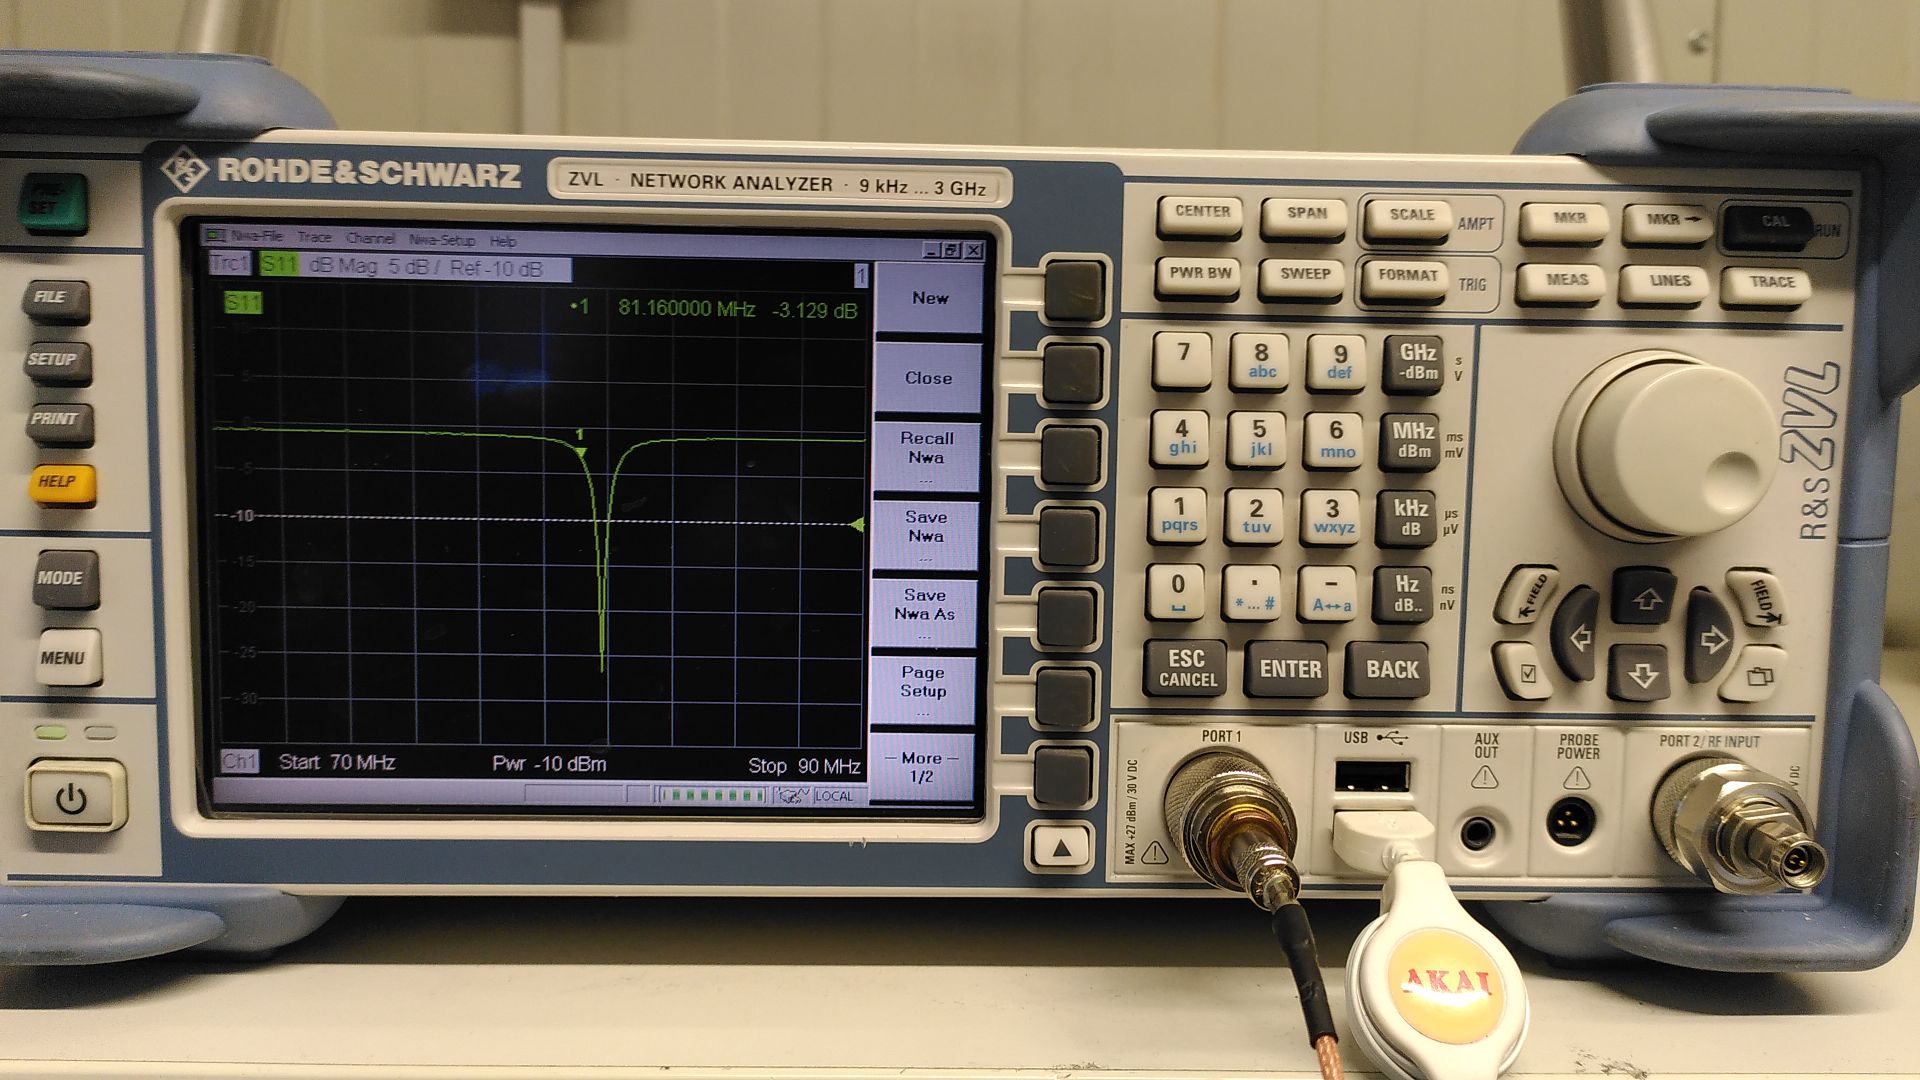 ROHDE&SCHWARZ
ZVL · NETWORK ANALYZER · 9 kHz ... 3 GHz
PRE-
SET
FILE
SETUP
PRINT
HELP
MODE
MENU
Nwa-File Trace Channel Nwa-Setup Help
Trc1 S11 dB Mag 5 dB / Ref -10 dB
1
S11
•1 81.160000 MHz -3.129 dB
10
5
0
1
-5
-10
-15
-20
-25
-30
Ch1 Start 70 MHz Pwr -10 dBm Stop 90 MHz
LOCAL
New
Close
Recall
Nwa
...
Save
Nwa
...
Save
Nwa As
...
Page
Setup
...
More
1/2
CENTER SPAN SCALE AMPT MKR MKR→ CAL RUN
PWR BW SWEEP FORMAT TRIG MEAS LINES TRACE
7
8
abc
9
def
GHz
-dBm
s
V
4
ghi
5
jkl
6
mno
MHz
dBm
ms
mV
1
pqrs
2
tuv
3
wxyz
kHz
dB
µs
µV
0
.
* ... #
-
A↔a
Hz
dB..
ns
nV
ESC
CANCEL
ENTER
BACK
FIELD
FIELD
R&S ZVL
PORT 1
MAX +27 dBm / 30 V DC
USB
AUX
OUT
PROBE
POWER
PORT 2 / RF INPUT
V DC
AKAI